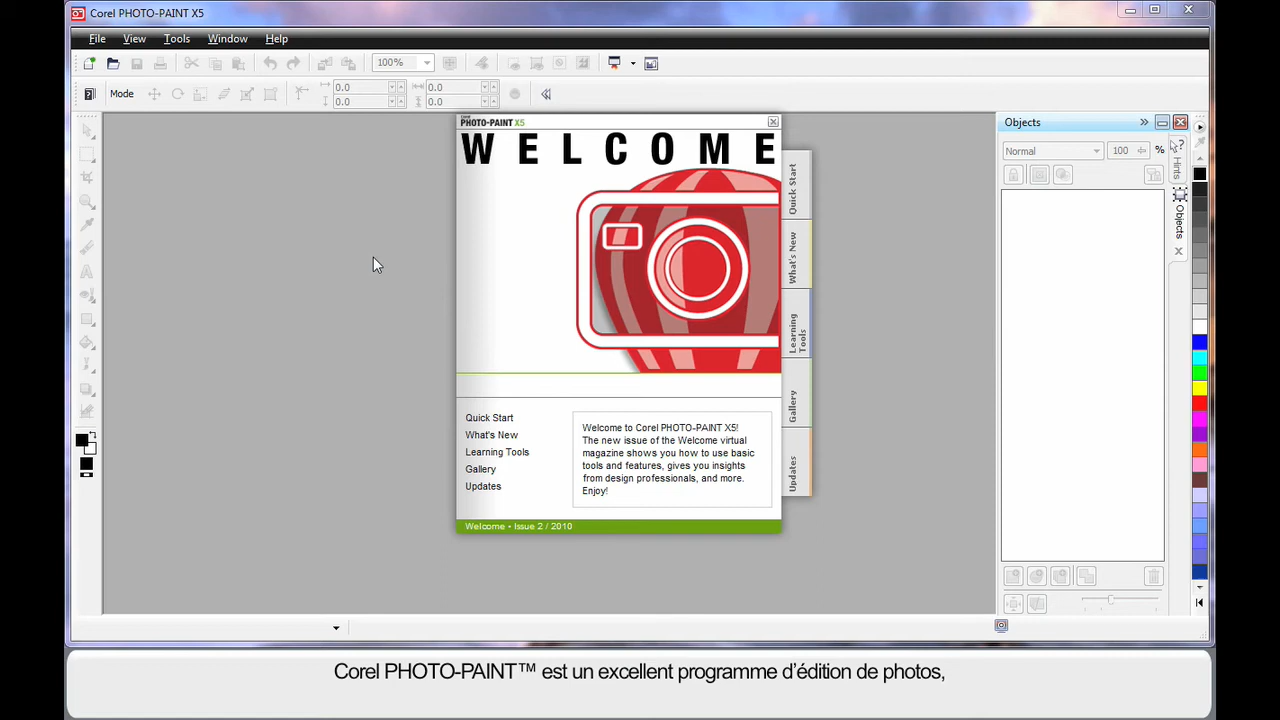 Corel PHOTO-PAINT X5
File View Tools Window Help
100%
Mode
0.0
0.0
0.0
0.0
Corel
PHOTO-PAINT X5
WELCOME
Quick Start
What's New
Learning
Tools
Gallery
Updates
Quick Start
What's New
Learning Tools
Gallery
Updates
Welcome to Corel PHOTO-PAINT X5!
The new issue of the Welcome virtual
magazine shows you how to use basic
tools and features, gives you insights
from design professionals, and more.
Enjoy!
Welcome • Issue 2 / 2010
Objects
Normal
100 %
Hints
Objects
Corel PHOTO-PAINT™ est un excellent programme d’édition de photos,